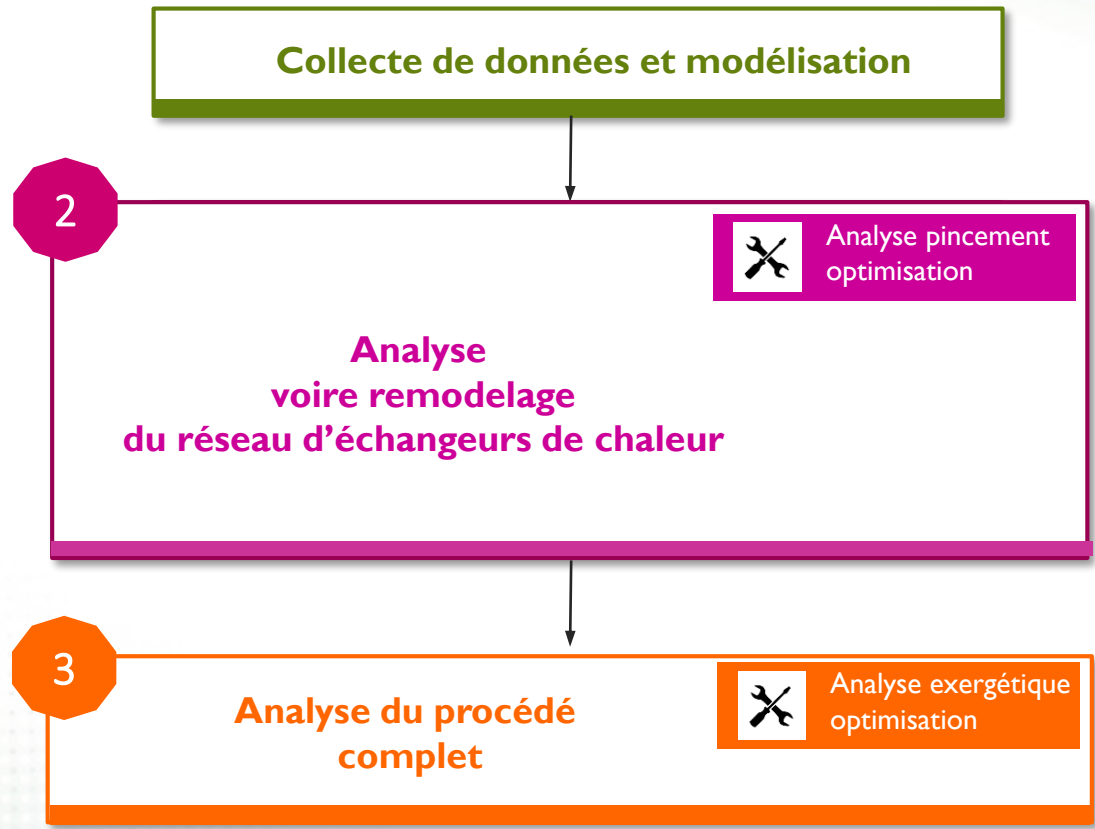 Collecte de données et modélisation
2
Analyse pincement
optimisation
Analyse
voire remodelage
du réseau d'échangeurs de chaleur
3
Analyse exergétique
optimisation
Analyse du procédé
complet